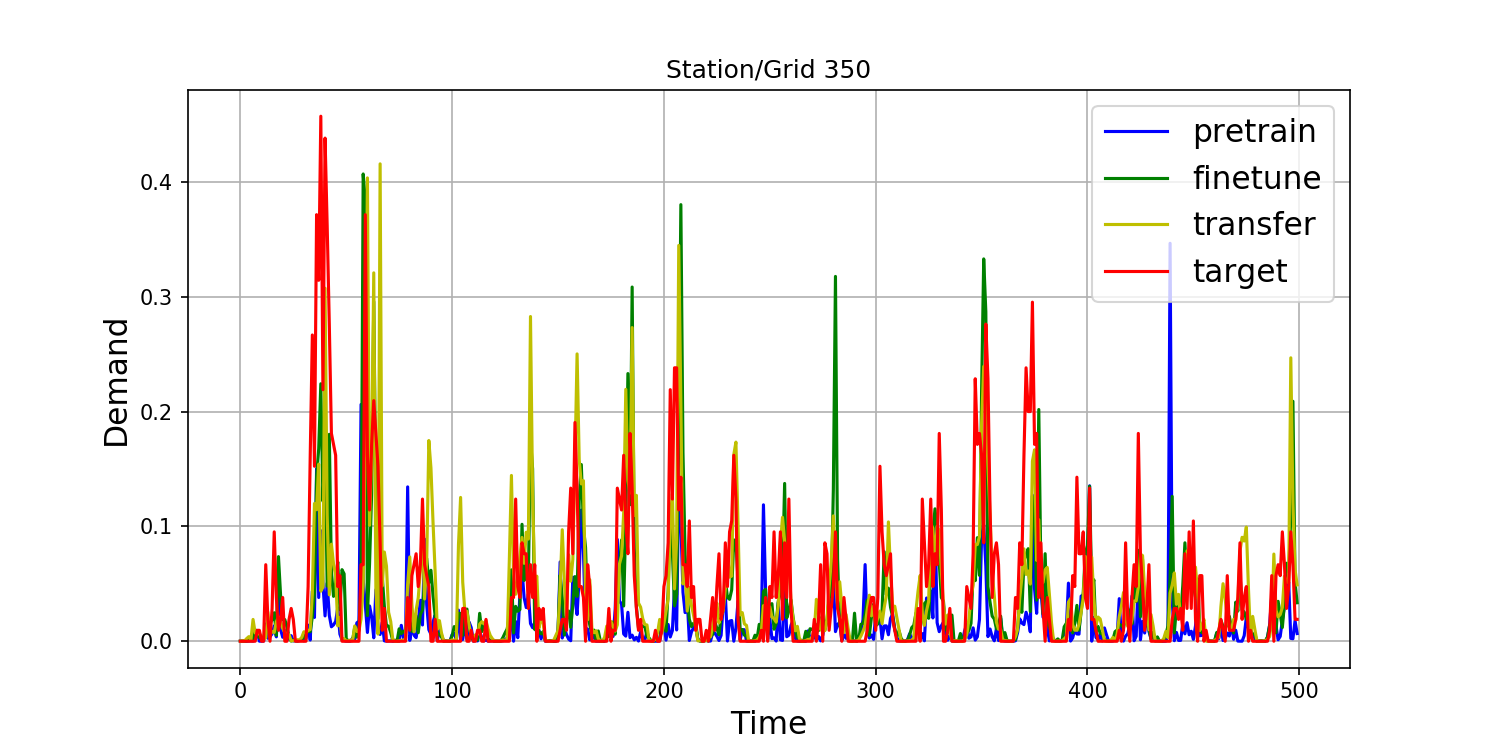 Station/Grid 350
pretrain
finetune
transfer
target
Demand
0.4
0.3
0.2
0.1
0.0
0 100 200 300 400 500
Time